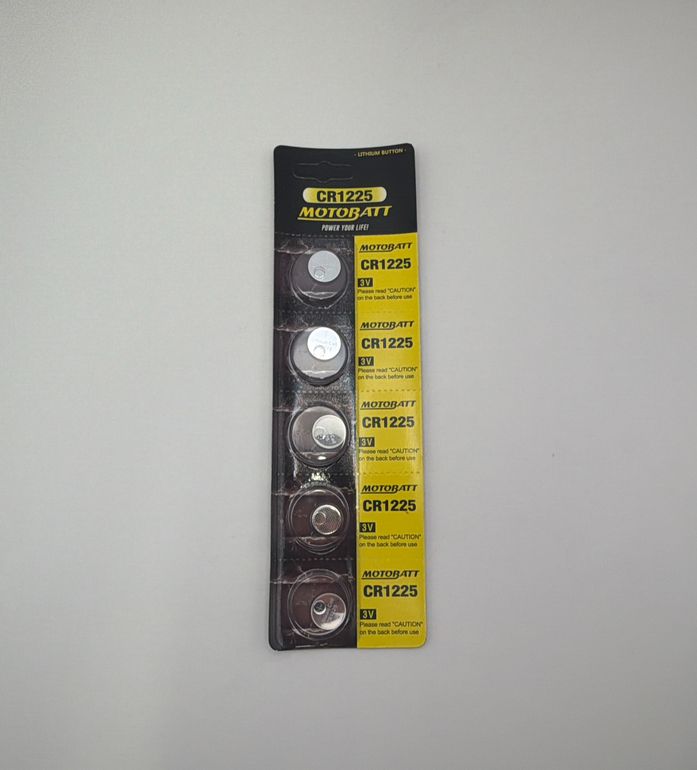 - LITHIUM BUTTON -
CR1225
MOTOBATT
POWER YOUR LIFE!
MOTOBATT
CR1225
3V
Please read "CAUTION"
on the back before use
MOTOBATT
CR1225
3V
Please read "CAUTION"
on the back before use
MOTOBATT
CR1225
3V
Please read "CAUTION"
on the back before use
MOTOBATT
CR1225
3V
Please read "CAUTION"
on the back before use
MOTOBATT
CR1225
3V
Please read "CAUTION"
on the back before use